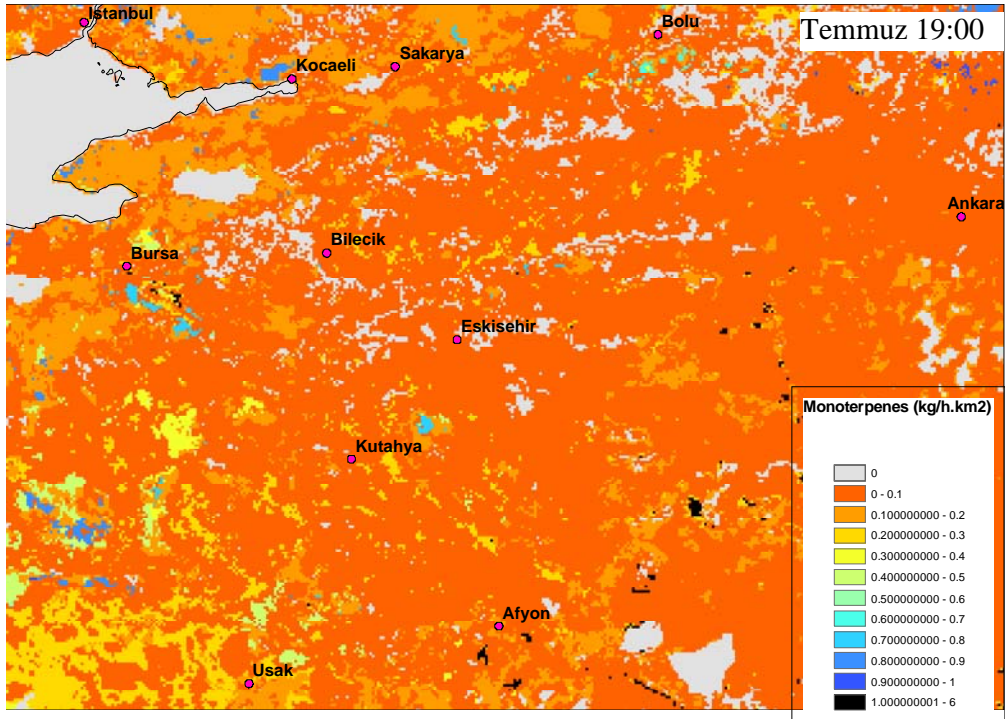 Istanbul
Bolu
Temmuz 19:00
Sakarya
Kocaeli
Ankara
Bilecik
Bursa
Eskisehir
Monoterpenes (kg/h.km2)
Kutahya
0
0 - 0.1
0.100000000 - 0.2
0.200000000 - 0.3
0.300000000 - 0.4
0.400000000 - 0.5
0.500000000 - 0.6
0.600000000 - 0.7
0.700000000 - 0.8
0.800000000 - 0.9
0.900000000 - 1
1.000000001 - 6
Afyon
Usak